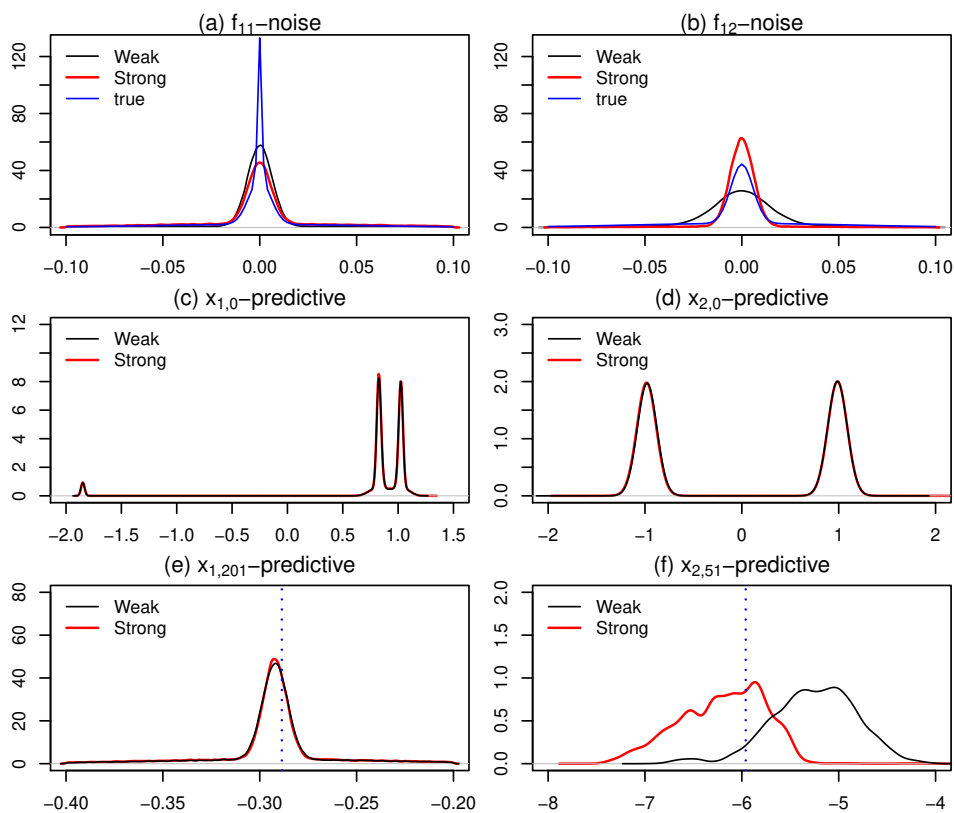 (a) f₁₁−noise
Weak
Strong
true
0 40 80 120
−0.10 −0.05 0.00 0.05 0.10
(b) f₁₂−noise
Weak
Strong
true
0 40 80 120
−0.10 −0.05 0.00 0.05 0.10
(c) x₁,₀−predictive
Weak
Strong
0 2 4 6 8 12
−2.0 −1.5 −1.0 −0.5 0.0 0.5 1.0 1.5
(d) x₂,₀−predictive
Weak
Strong
0.0 1.0 2.0 3.0
−2 −1 0 1 2
(e) x₁,₂₀₁−predictive
Weak
Strong
0 20 40 60 80
−0.40 −0.35 −0.30 −0.25 −0.20
(f) x₂,₅₁−predictive
Weak
Strong
0.0 0.5 1.0 1.5 2.0
−8 −7 −6 −5 −4